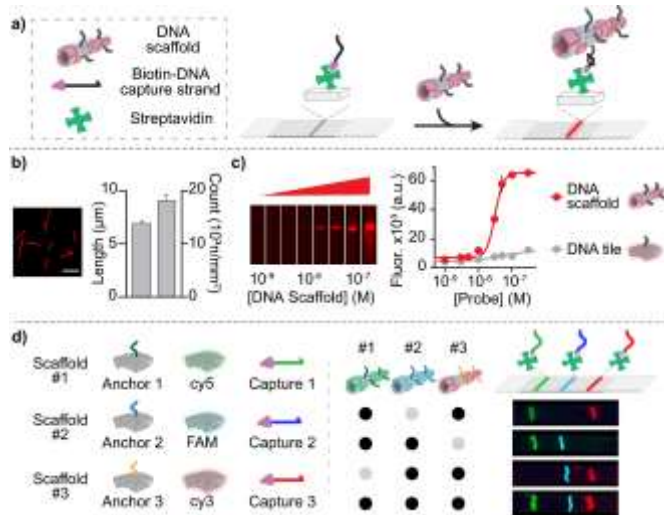 a)
DNA
scaffold
Biotin-DNA
capture strand
Streptavidin
b)
Length (μm)
10
5
0
Count (10³n/mm²)
20
10
0
c)
10⁻⁹ 10⁻⁸ 10⁻⁷
[DNA Scaffold] (M)
Fluor. x10³ (a.u.)
60
40
20
0
10⁻⁹ 10⁻⁸ 10⁻⁷
[Probe] (M)
DNA
scaffold
DNA tile
d)
Scaffold
#1
Anchor 1 cy5 Capture 1
Scaffold
#2
Anchor 2 FAM Capture 2
Scaffold
#3
Anchor 3 cy3 Capture 3
#1 #2 #3